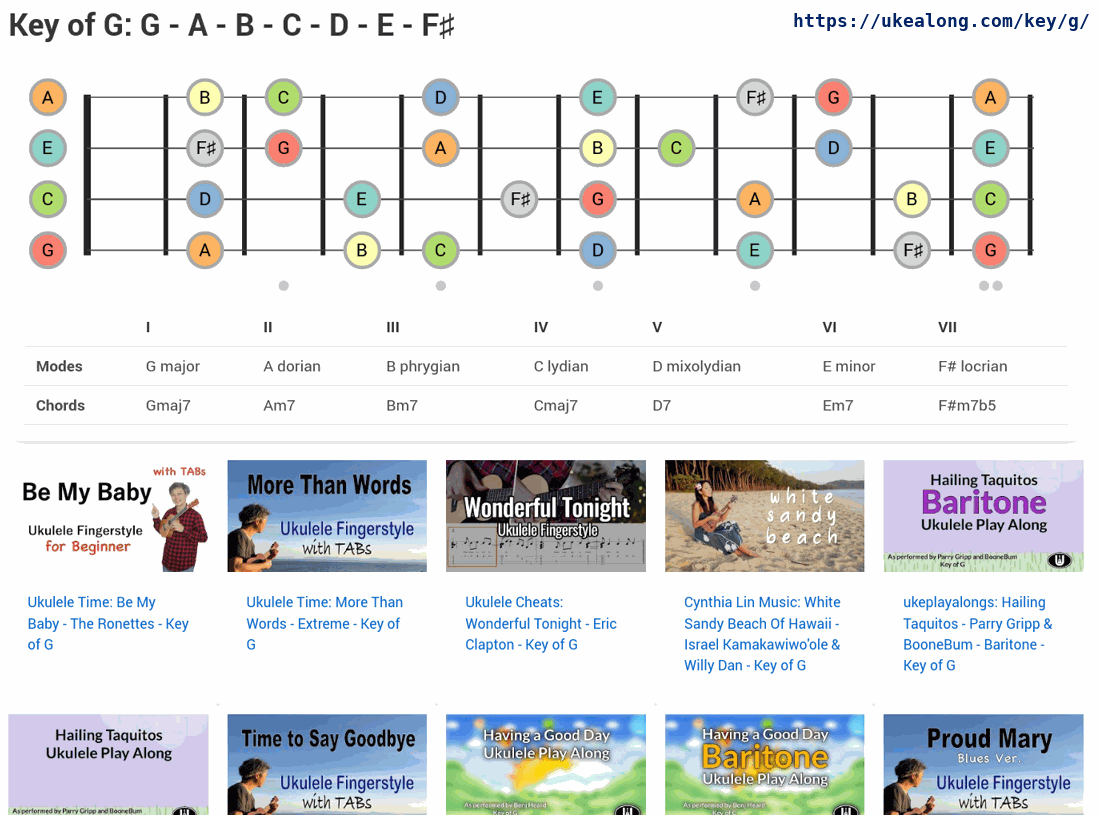 Key of G: G - A - B - C - D - E - F♯
https://ukealong.com/key/g/
A B C D E F♯ G A
E F♯ G A B C D E
C D E F♯ G A B C
G A B C D E F♯ G
I II III IV V VI VII
Modes G major A dorian B phrygian C lydian D mixolydian E minor F# locrian
Chords Gmaj7 Am7 Bm7 Cmaj7 D7 Em7 F#m7b5
with TABs
Be My Baby
Ukulele Fingerstyle
for Beginner
More Than Words
Ukulele Fingerstyle
with TABs
Wonderful Tonight
Ukulele Fingerstyle
white
sandy
beach
Hailing Taquitos
Baritone
Ukulele Play Along
As performed by Parry Gripp and BooneBum
Key of G
Ukulele Time: Be My
Baby - The Ronettes - Key
of G
Ukulele Time: More Than
Words - Extreme - Key of
G
Ukulele Cheats:
Wonderful Tonight - Eric
Clapton - Key of G
Cynthia Lin Music: White
Sandy Beach Of Hawaii -
Israel Kamakawiwo'ole &
Willy Dan - Key of G
ukeplayalongs: Hailing
Taquitos - Parry Gripp &
BooneBum - Baritone -
Key of G
Hailing Taquitos
Ukulele Play Along
As performed by Parry Gripp and BooneBum
Time to Say Goodbye
Ukulele Fingerstyle
with TABs
Having a Good Day
Ukulele Play Along
As performed by Ben Heard
Key of G
Having a Good Day
Baritone
Ukulele Play Along
As performed by Ben Heard
Key of G
Proud Mary
Blues Ver.
Ukulele Fingerstyle
with TABs